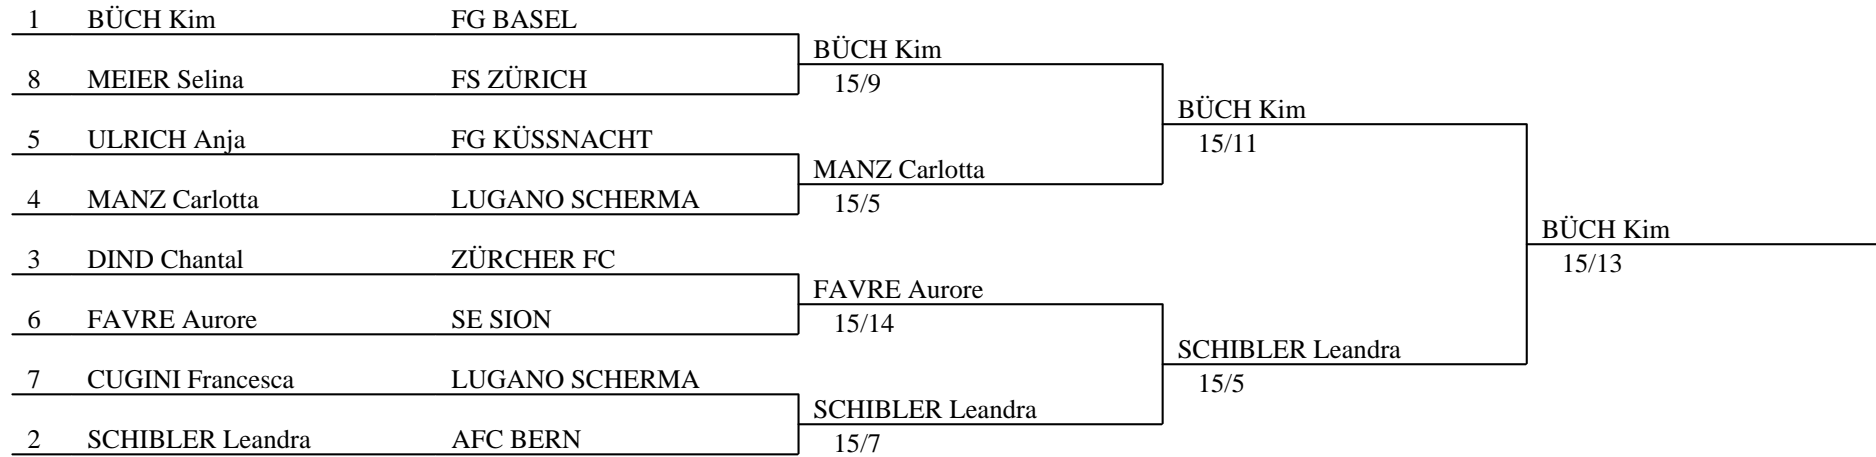 1 BÜCH Kim FG BASEL
BÜCH Kim
8 MEIER Selina FS ZÜRICH
15/9
BÜCH Kim
5 ULRICH Anja FG KÜSSNACHT
15/11
MANZ Carlotta
4 MANZ Carlotta LUGANO SCHERMA
15/5
BÜCH Kim
3 DIND Chantal ZÜRCHER FC
15/13
FAVRE Aurore
6 FAVRE Aurore SE SION
15/14
SCHIBLER Leandra
7 CUGINI Francesca LUGANO SCHERMA
15/5
SCHIBLER Leandra
2 SCHIBLER Leandra AFC BERN
15/7